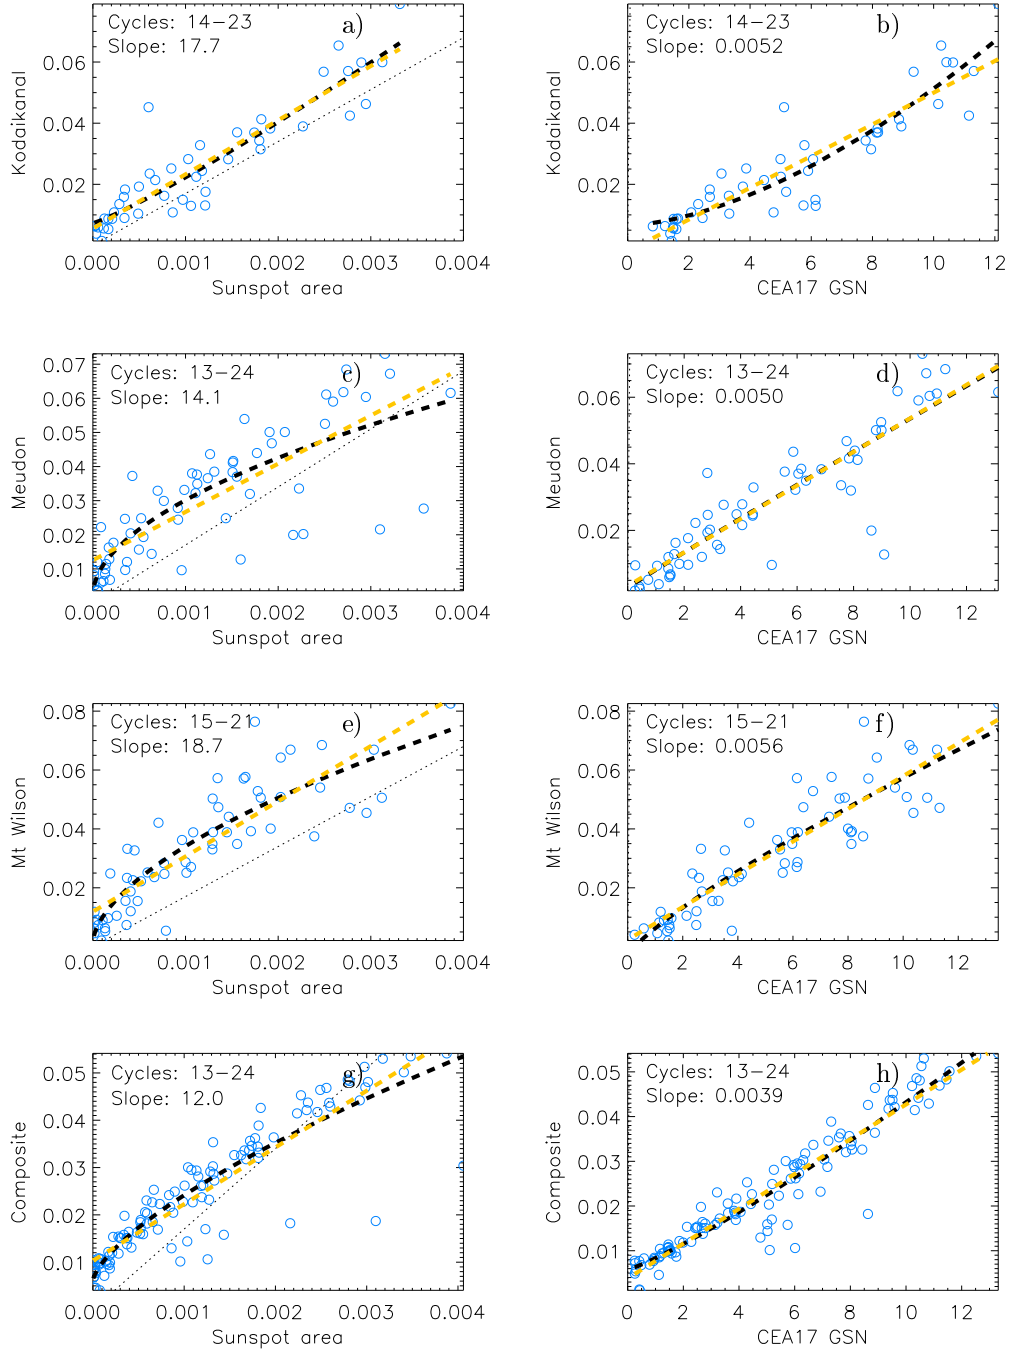 Cycles: 14-23
Slope: 17.7
a)
Kodaikanal
0.06
0.04
0.02
0.000 0.001 0.002 0.003 0.004
Sunspot area
Cycles: 14-23
Slope: 0.0052
b)
Kodaikanal
0.06
0.04
0.02
0 2 4 6 8 10 12
CEA17 GSN
Cycles: 13-24
Slope: 14.1
c)
Meudon
0.07
0.06
0.05
0.04
0.03
0.02
0.01
0.000 0.001 0.002 0.003 0.004
Sunspot area
Cycles: 13-24
Slope: 0.0050
d)
Meudon
0.06
0.04
0.02
0 2 4 6 8 10 12
CEA17 GSN
Cycles: 15-21
Slope: 18.7
e)
Mt Wilson
0.08
0.06
0.04
0.02
0.000 0.001 0.002 0.003 0.004
Sunspot area
Cycles: 15-21
Slope: 0.0056
f)
Mt Wilson
0.08
0.06
0.04
0.02
0 2 4 6 8 10 12
CEA17 GSN
Cycles: 13-24
Slope: 12.0
g)
Composite
0.05
0.04
0.03
0.02
0.01
0.000 0.001 0.002 0.003 0.004
Sunspot area
Cycles: 13-24
Slope: 0.0039
h)
Composite
0.05
0.04
0.03
0.02
0.01
0 2 4 6 8 10 12
CEA17 GSN